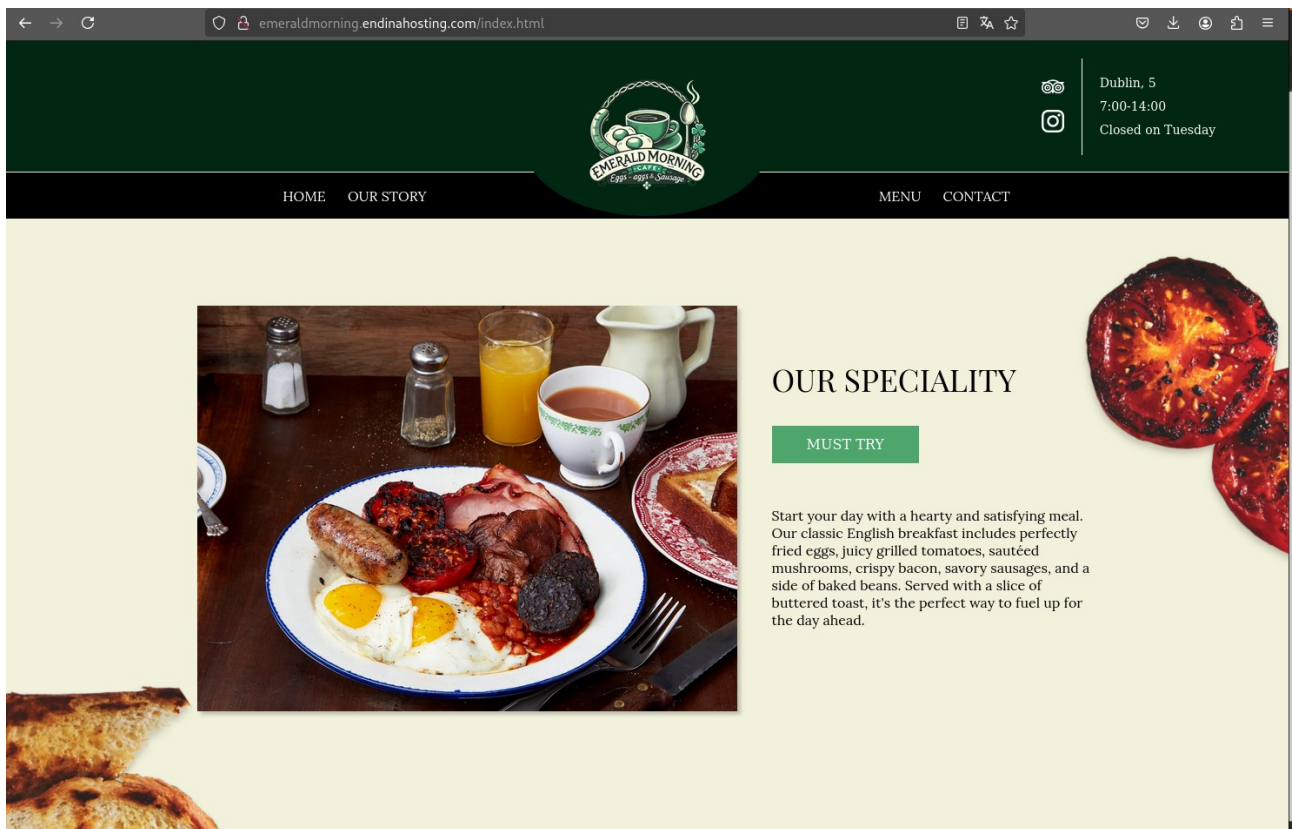 emeraldmorning.endinahosting.com/index.html
EMERALD MORNING
•CAFE•
Eggs - aggs & Sausage
Dublin, 5
7:00-14:00
Closed on Tuesday
HOME OUR STORY MENU CONTACT
OUR SPECIALITY
MUST TRY
Start your day with a hearty and satisfying meal.
Our classic English breakfast includes perfectly
fried eggs, juicy grilled tomatoes, sautéed
mushrooms, crispy bacon, savory sausages, and a
side of baked beans. Served with a slice of
buttered toast, it's the perfect way to fuel up for
the day ahead.